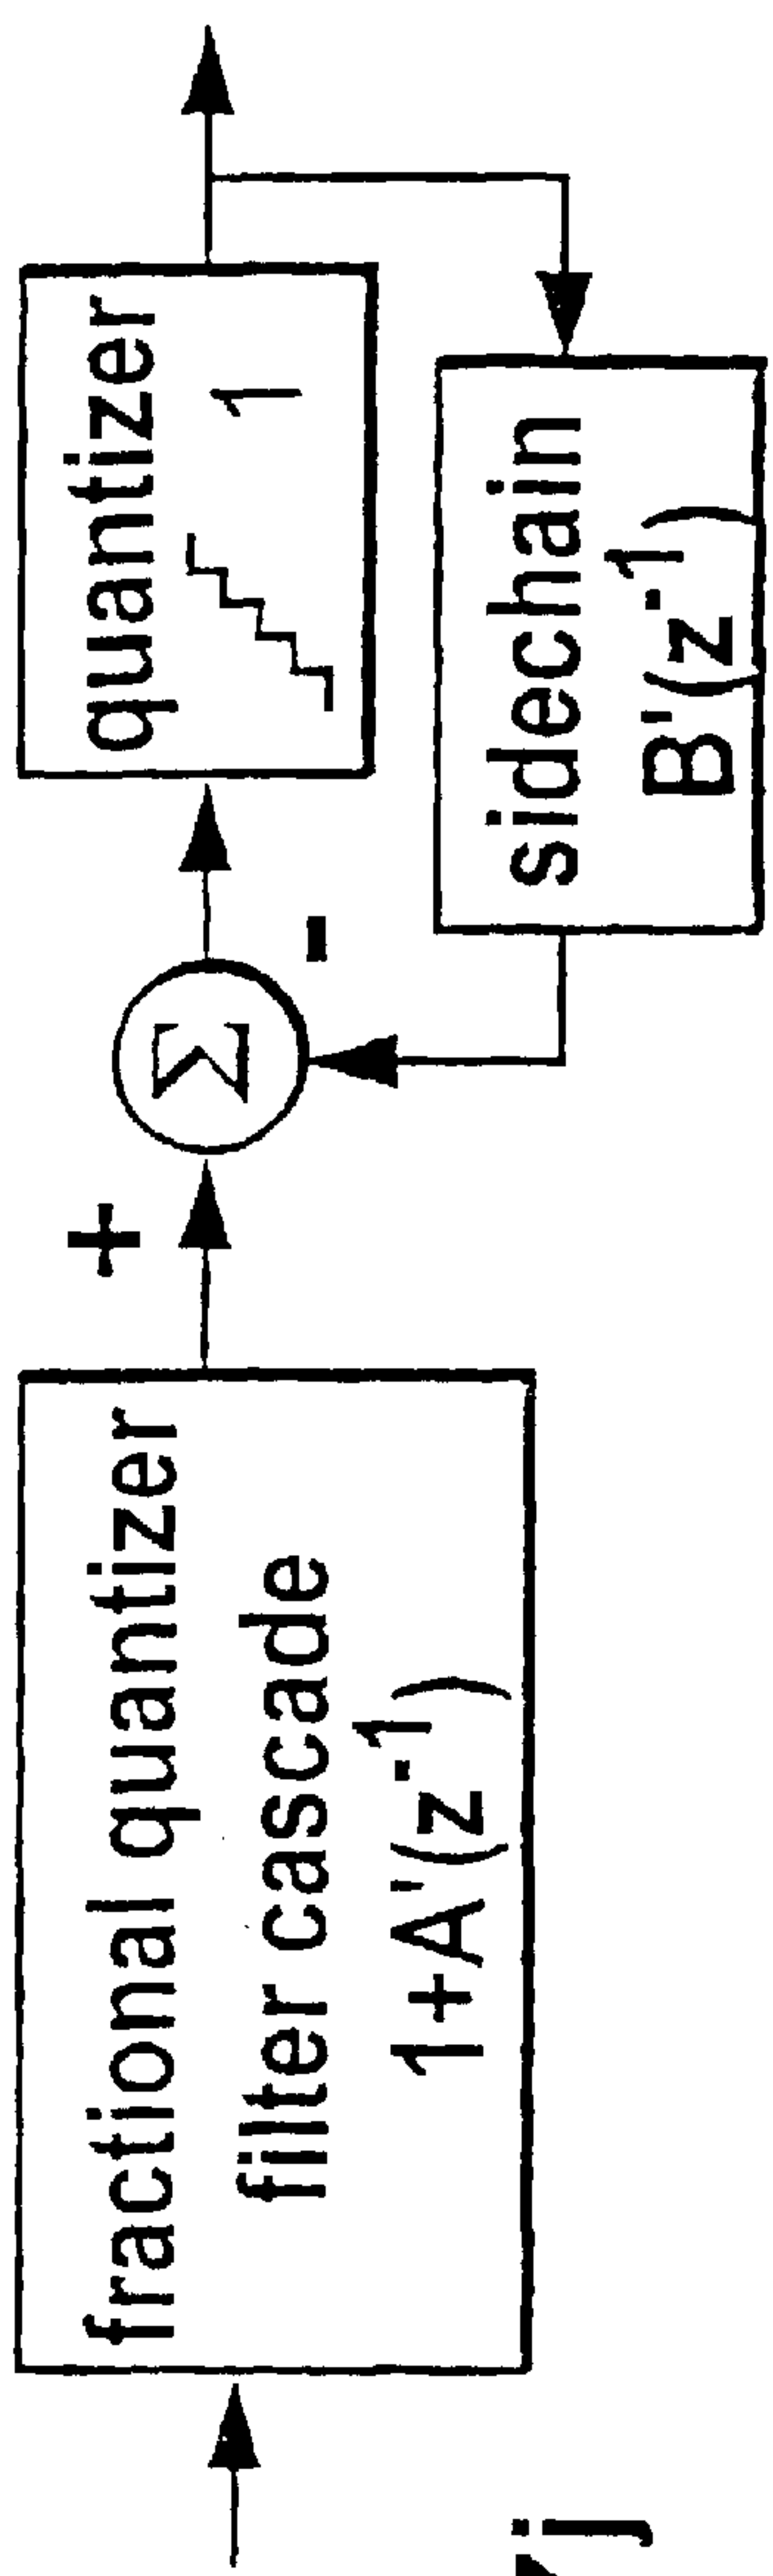 fractional quantizer
filter cascade
1+A'(z⁻¹)
+
Σ
-
quantizer
1
sidechain
B'(z⁻¹)
j